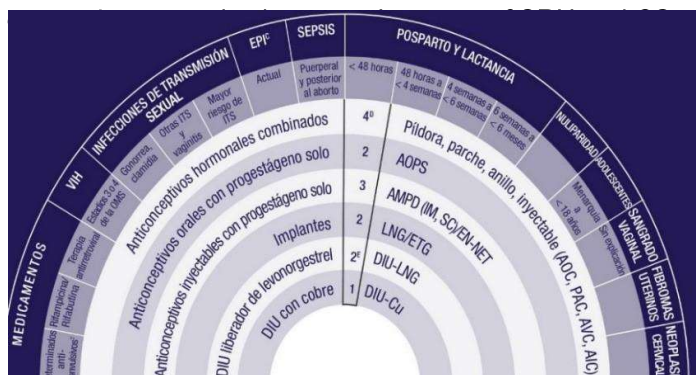 MEDICAMENTOS
VIH
INFECCIONES DE TRANSMISIÓN
SEXUAL
EPIᶜ
SEPSIS
POSPARTO Y LACTANCIA
NULIPARIDAD
ADOLESCENTES
SANGRADO
VAGINAL
FIBROMAS
UTERINOS
CERVICAL
anti-
Rifampicina/
Rifabutina
Terapia
antirretroviral
Estadios 3 o 4
de la OMS
Gonorrea,
clamidia
Otras ITS
y
vaginitis
Mayor
riesgo de
ITS
Actual
Puerperal
y posterior
al aborto
< 48 horas
48 horas a
< 4 semanas
4 semanas a
< 6 semanas
6 semanas a
< 6 meses
Menarquia
a
< 18 años
Sin explicación
Anticonceptivos hormonales combinados
4ᴰ
Píldora, parche, anillo, inyectable (AOC, PAC, AVC, AIC)
Anticonceptivos orales con progestágeno solo
2
AOPS
Anticonceptivos inyectables con progestágeno solo
3
AMPD (IM, SC)/EN-NET
Implantes
2
LNG/ETG
DIU liberador de levonorgestrel
2ᴱ
DIU-LNG
DIU con cobre
1
DIU-Cu